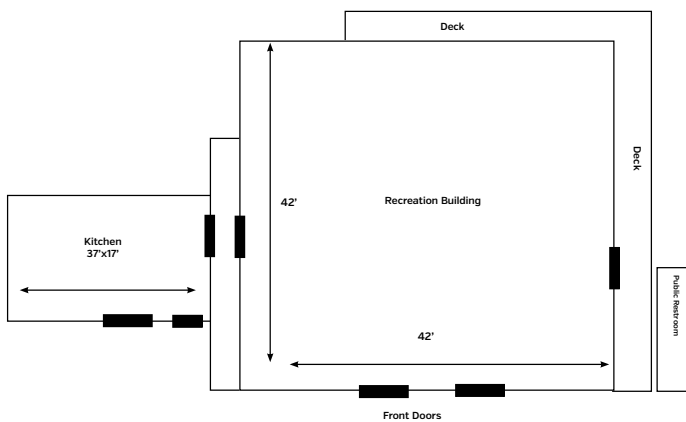 Deck
Deck
42’
Recreation Building
Kitchen
37’x17’
Public Restroom
42’
Front Doors